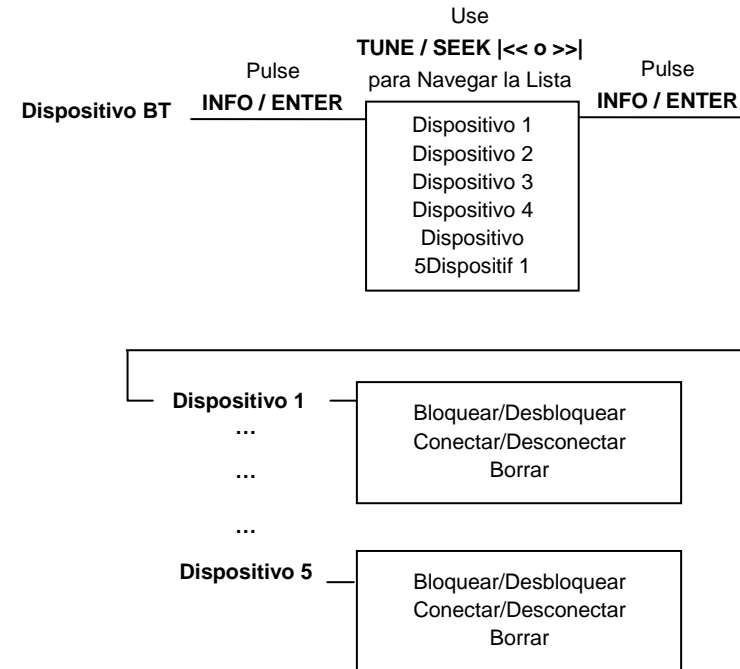 Use
TUNE / SEEK |<< o >>|
para Navegar la Lista
Pulse
INFO / ENTER
Pulse
INFO / ENTER
Dispositivo BT
Dispositivo 1
Dispositivo 2
Dispositivo 3
Dispositivo 4
Dispositivo
5Dispositif 1
Dispositivo 1
...
...
...
Bloquear/Desbloquear
Conectar/Desconectar
Borrar
Dispositivo 5
Bloquear/Desbloquear
Conectar/Desconectar
Borrar